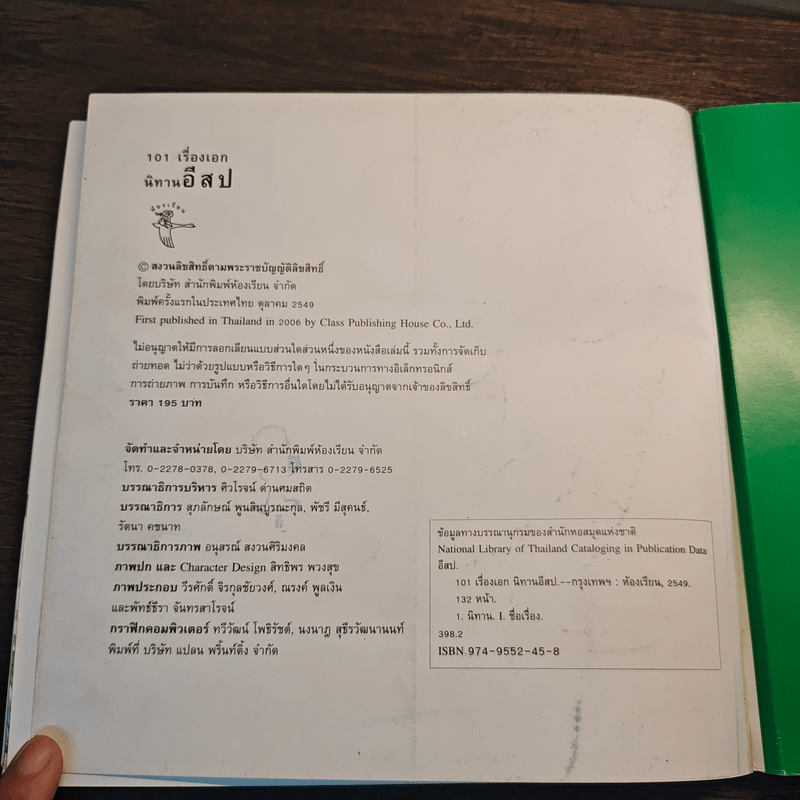 101 เรื่องเอก
นิทานอีสป
ห้องเรียน
© สงวนลิขสิทธิ์ตามพระราชบัญญัติลิขสิทธิ์
โดยบริษัท สำนักพิมพ์ห้องเรียน จำกัด
พิมพ์ครั้งแรกในประเทศไทย ตุลาคม 2549
First published in Thailand in 2006 by Class Publishing House Co., Ltd.
ไม่อนุญาตให้มีการลอกเลียนแบบส่วนใดส่วนหนึ่งของหนังสือเล่มนี้ รวมทั้งการจัดเก็บ
ถ่ายทอด ไม่ว่าด้วยรูปแบบหรือวิธีการใดๆ ในกระบวนการทางอิเล็กทรอนิกส์
การถ่ายภาพ การบันทึก หรือวิธีการอื่นใดโดยไม่ได้รับอนุญาตจากเจ้าของลิขสิทธิ์
ราคา 195 บาท
จัดทำและจำหน่ายโดย บริษัท สำนักพิมพ์ห้องเรียน จำกัด
โทร. 0-2278-0378, 0-2279-6713 โทรสาร 0-2279-6525
บรรณาธิการบริหาร ศิวโรจน์ ด่านศมสถิต
บรรณาธิการ สุภลักษณ์ พูนสินบูรณะกุล, พัชรี มีสุคนธ์,
รัตนา คชนาท
บรรณาธิการภาพ อนุสรณ์ สงวนศิริมงคล
ภาพปก และ Character Design สิทธิพร พวงสุข
ภาพประกอบ วีรศักดิ์ จิรกุลชัยวงศ์, ณรงค์ พูลเงิน
และพัทธ์ธีรา จันทรสาโรจน์
กราฟิกคอมพิวเตอร์ ทวีวัฒน์ โพธิรัชต์, นงนาฎ สุธีรวัฒนานนท์
พิมพ์ที่ บริษัท แปลน พริ้นท์ติ้ง จำกัด
ข้อมูลทางบรรณานุกรมของสำนักหอสมุดแห่งชาติ
National Library of Thailand Cataloging in Publication Data
อีสป.
101 เรื่องเอก นิทานอีสป.--กรุงเทพฯ : ห้องเรียน, 2549.
132 หน้า.
1. นิทาน. I. ชื่อเรื่อง.
398.2
ISBN 974-9552-45-8